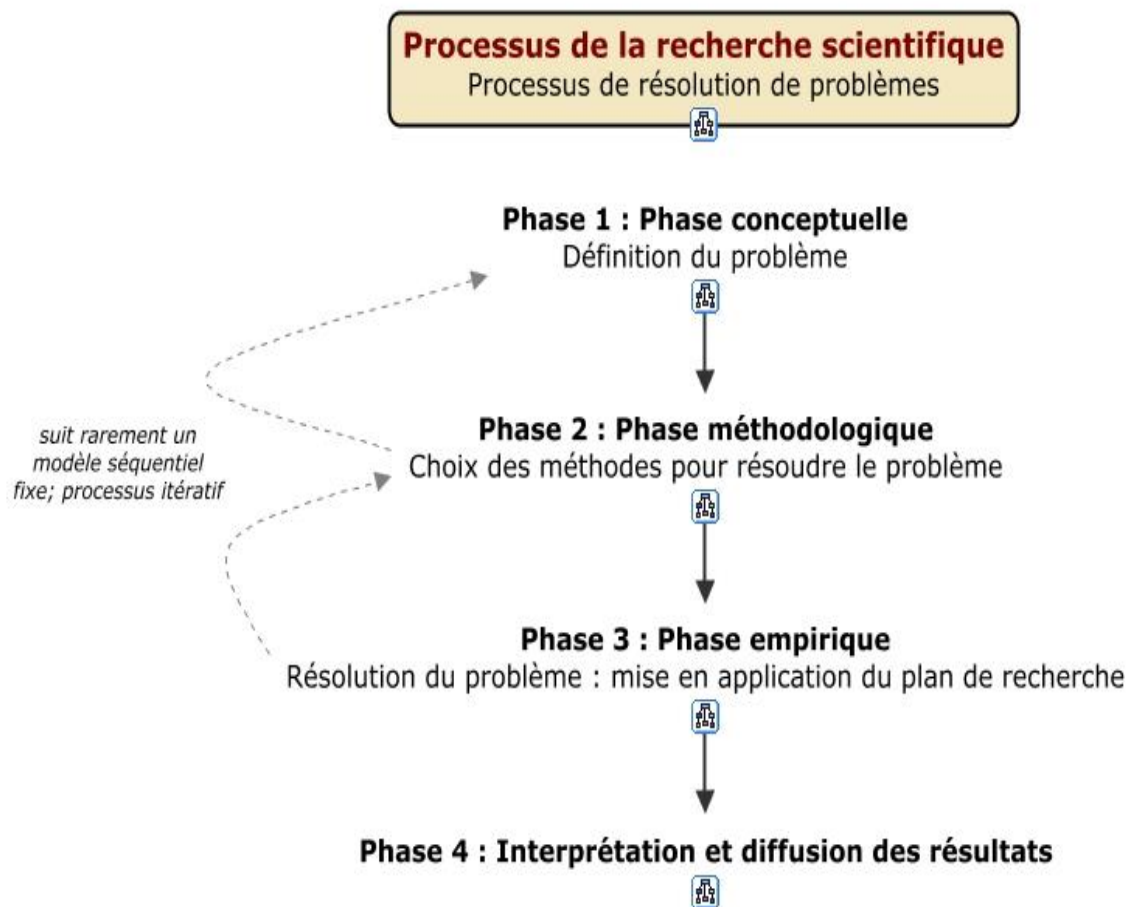 Processus de la recherche scientifique
Processus de résolution de problèmes
Phase 1 : Phase conceptuelle
Définition du problème
Phase 2 : Phase méthodologique
Choix des méthodes pour résoudre le problème
suit rarement un
modèle séquentiel
fixe; processus itératif
Phase 3 : Phase empirique
Résolution du problème : mise en application du plan de recherche
Phase 4 : Interprétation et diffusion des résultats